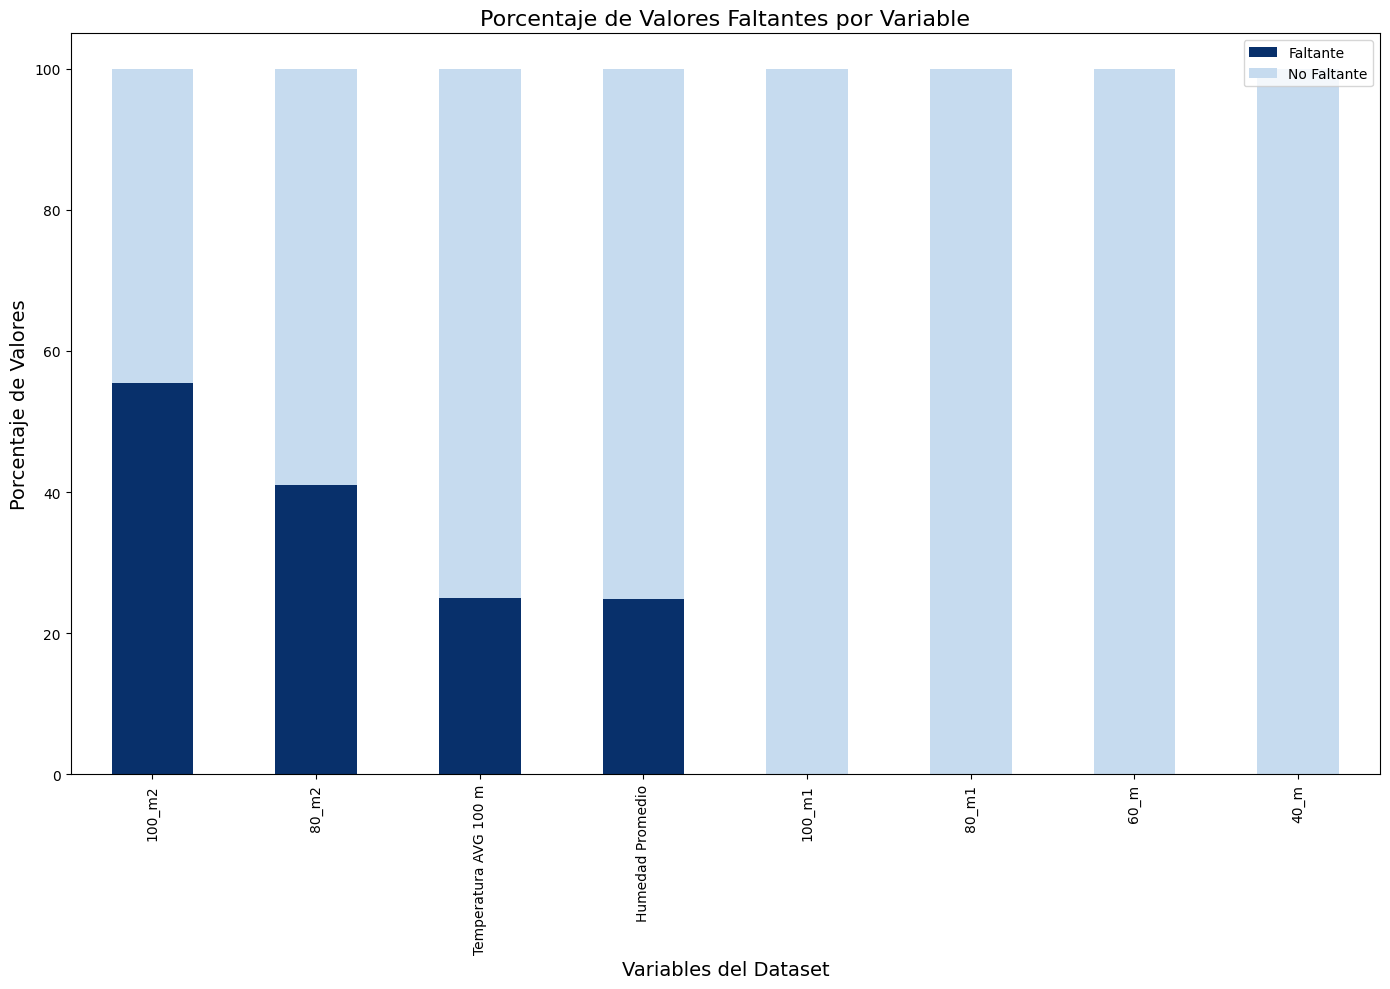 Porcentaje de Valores Faltantes por Variable
Faltante
No Faltante
Porcentaje de Valores
100
80
60
40
20
0
100_m2
80_m2
Temperatura AVG 100 m
Humedad Promedio
100_m1
80_m1
60_m
40_m
Variables del Dataset